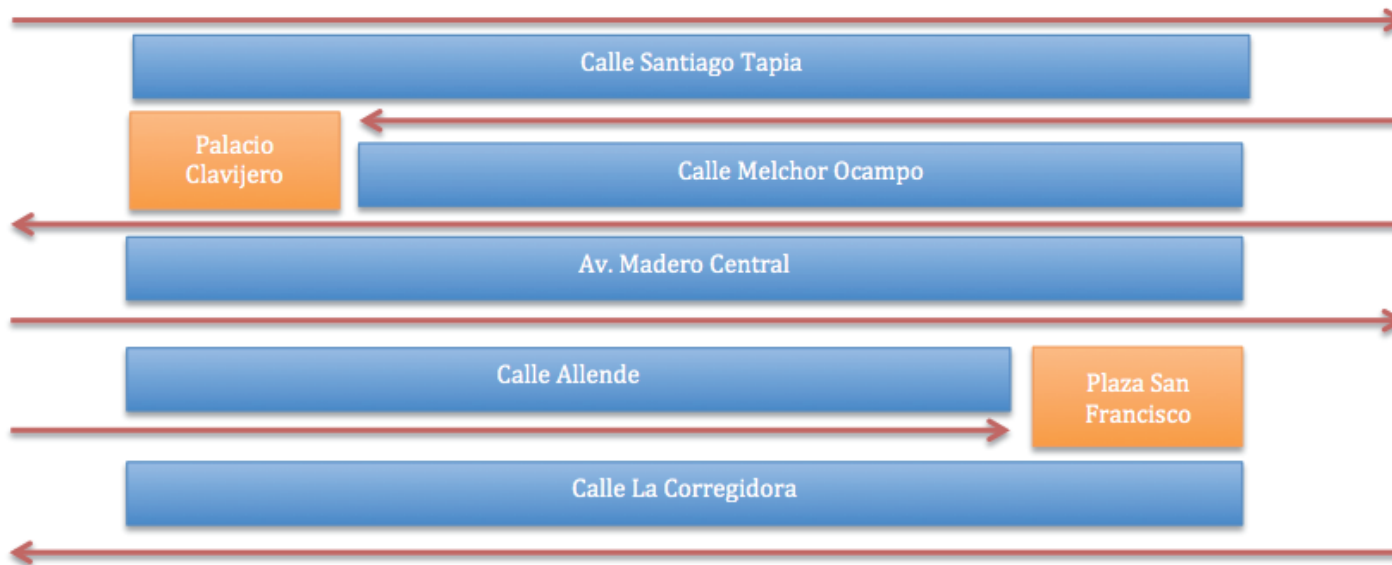 Calle Santiago Tapia
Palacio
Clavijero
Calle Melchor Ocampo
Av. Madero Central
Calle Allende
Plaza San
Francisco
Calle La Corregidora